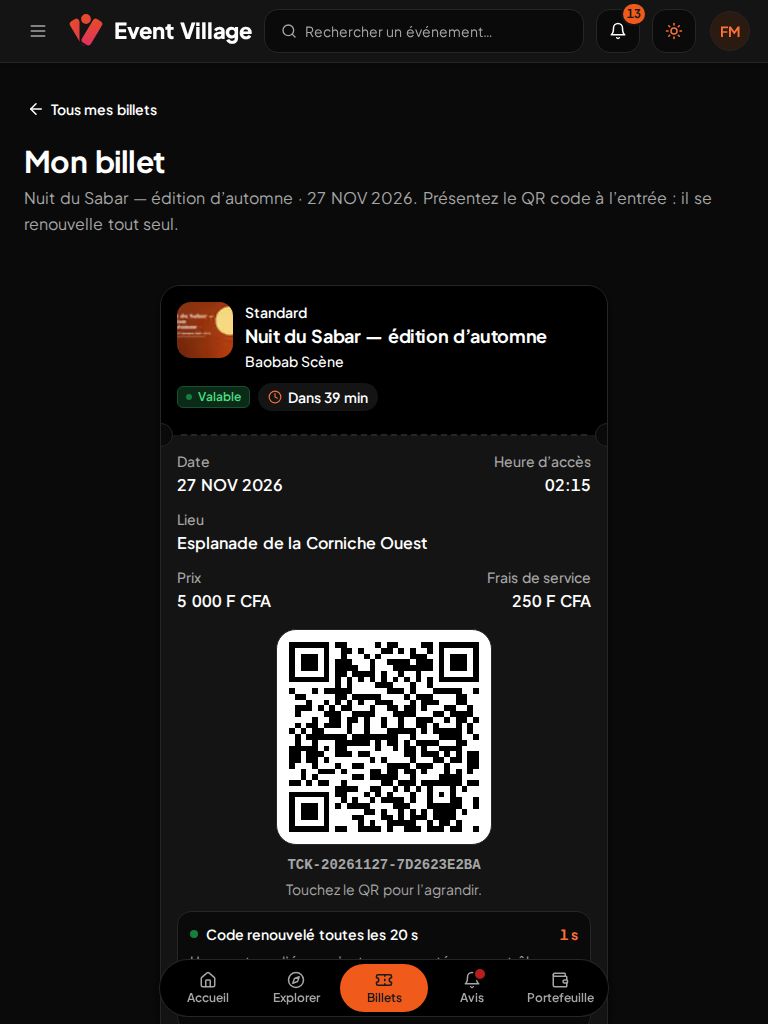 Event Village
Rechercher un événement...
13
FM
Tous mes billets
Mon billet
Nuit du Sabar — édition d’automne · 27 NOV 2026. Présentez le QR code à l’entrée : il se
renouvelle tout seul.
Standard
Nuit du Sabar — édition d’automne
Baobab Scène
Valable
Dans 39 min
Date
Heure d’accès
27 NOV 2026
02:15
Lieu
Esplanade de la Corniche Ouest
Prix
Frais de service
5 000 F CFA
250 F CFA
TCK-20261127-7D2623E2BA
Touchez le QR pour l’agrandir.
Code renouvelé toutes les 20 s
1 s
Accueil
Explorer
Billets
Avis
Portefeuille